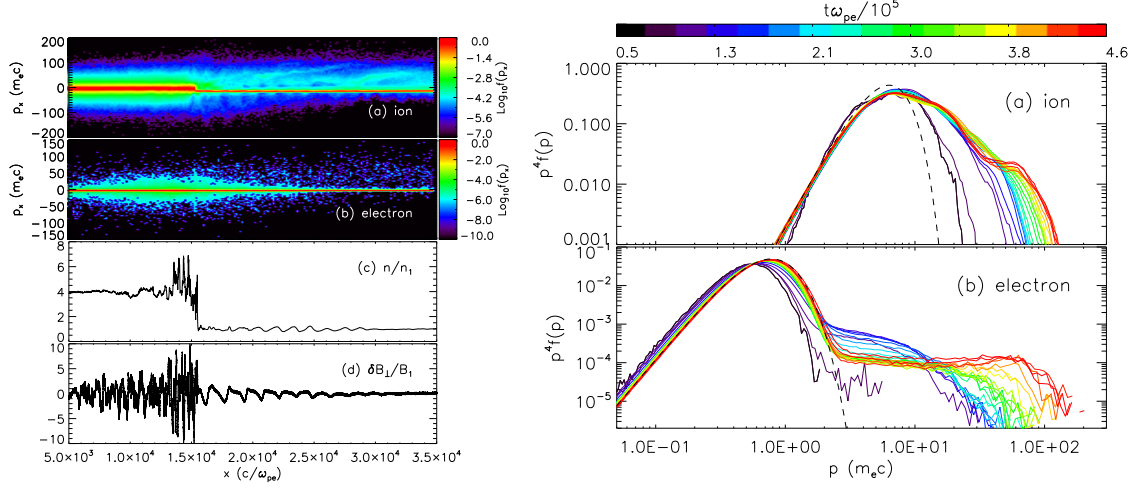 200
100
0
−100
−200
pₓ (mₑc)
(a) ion
0.0
−1.4
−2.8
−4.2
−5.6
−7.0
Log₁₀f(pₓ)
150
100
50
0
−50
−100
−150
pₓ (mₑc)
(b) electron
0.0
−2.0
−4.0
−6.0
−8.0
−10.0
Log₁₀f(pₓ)
8
6
4
2
0
(c) n/n₁
10
5
0
−5
−10
(d) δB⊥/B₁
5.0×10³ 1.0×10⁴ 1.5×10⁴ 2.0×10⁴ 2.5×10⁴ 3.0×10⁴ 3.5×10⁴
x (c/ωₚₑ)
tωₚₑ/10⁵
0.5 1.3 2.1 3.0 3.8 4.6
1.000
0.100
0.010
0.001
p⁴f(p)
(a) ion
10⁻¹
10⁻²
10⁻³
10⁻⁴
10⁻⁵
p⁴f(p)
(b) electron
1.0E−01 1.0E+00 1.0E+01 1.0E+02
p (mₑc)